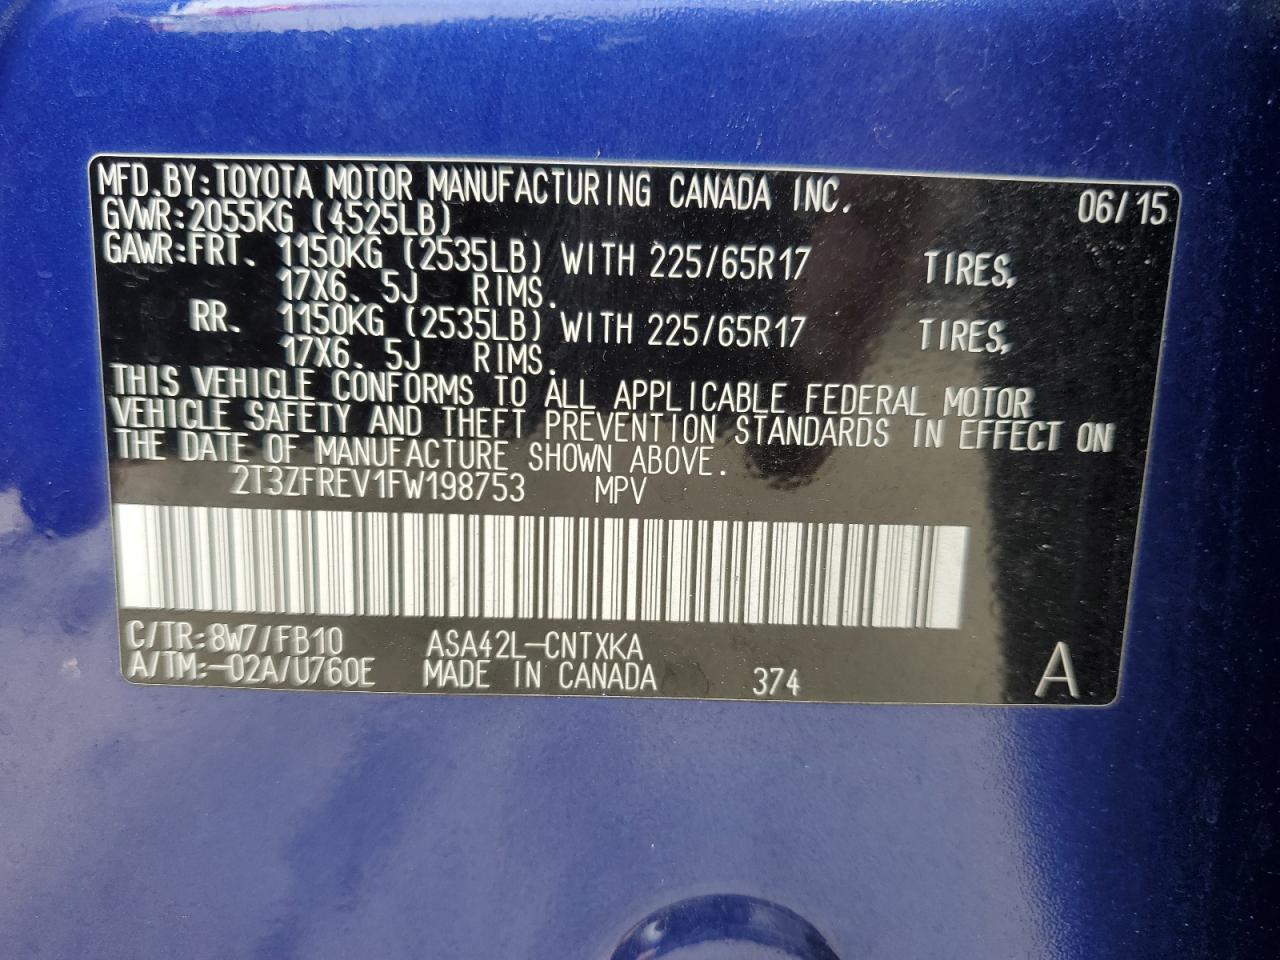 MFD.BY:TOYOTA MOTOR MANUFACTURING CANADA INC. 06/15
GVWR:2055KG (4525LB)
GAWR:FRT. 1150KG (2535LB) WITH 225/65R17 TIRES,
17X6. 5J RIMS.
RR. 1150KG (2535LB) WITH 225/65R17 TIRES,
17X6. 5J RIMS.
THIS VEHICLE CONFORMS TO ALL APPLICABLE FEDERAL MOTOR
VEHICLE SAFETY AND THEFT PREVENTION STANDARDS IN EFFECT ON
THE DATE OF MANUFACTURE SHOWN ABOVE.
2T3ZFREV1FW198753 MPV
C/TR:8W7/FB10 ASA42L-CNTXKA
A/TM:-02A/U760E MADE IN CANADA 374 A